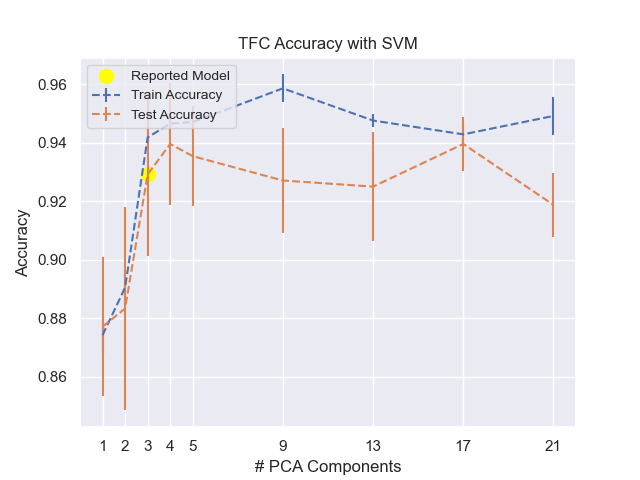 TFC Accuracy with SVM
Reported Model
Train Accuracy
Test Accuracy
0.96
0.94
0.92
0.90
0.88
0.86
Accuracy
1 2 3 4 5 9 13 17 21
# PCA Components